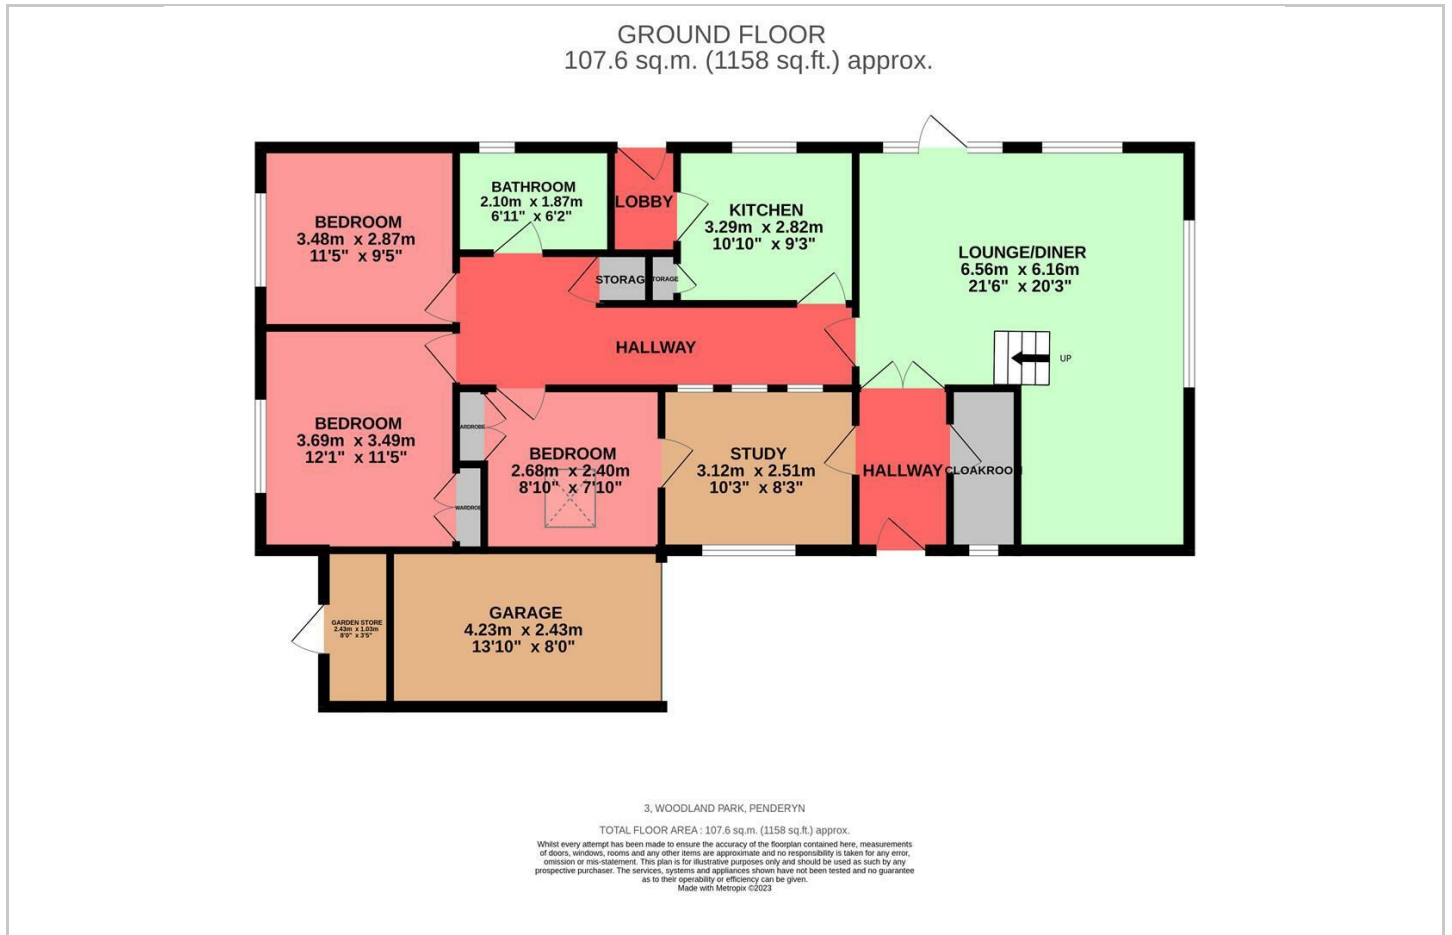 GROUND FLOOR
107.6 sq.m. (1158 sq.ft.) approx.
BATHROOM
2.10m x 1.87m
6'11" x 6'2"
LOBBY
KITCHEN
3.29m x 2.82m
10'10" x 9'3"
BEDROOM
3.48m x 2.87m
11'5" x 9'5"
LOUNGE/DINER
6.56m x 6.16m
21'6" x 20'3"
STORAG
TORAGE
HALLWAY
UP
BEDROOM
3.69m x 3.49m
12'1" x 11'5"
ARDROBE
WARDROB
BEDROOM
2.68m x 2.40m
8'10" x 7'10"
STUDY
3.12m x 2.51m
10'3" x 8'3"
HALLWAY
CLOAKROOM
GARDEN STORE
2.43m x 1.03m
8'0" x 3'5"
GARAGE
4.23m x 2.43m
13'10" x 8'0"
3, WOODLAND PARK, PENDERYN
TOTAL FLOOR AREA : 107.6 sq.m. (1158 sq.ft.) approx.
Whilst every attempt has been made to ensure the accuracy of the floorplan contained here, measurements
of doors, windows, rooms and any other items are approximate and no responsibility is taken for any error,
omission or mis-statement. This plan is for illustrative purposes only and should be used as such by any
prospective purchaser. The services, systems and appliances shown have not been tested and no guarantee
as to their operability or efficiency can be given.
Made with Metropix ©2023